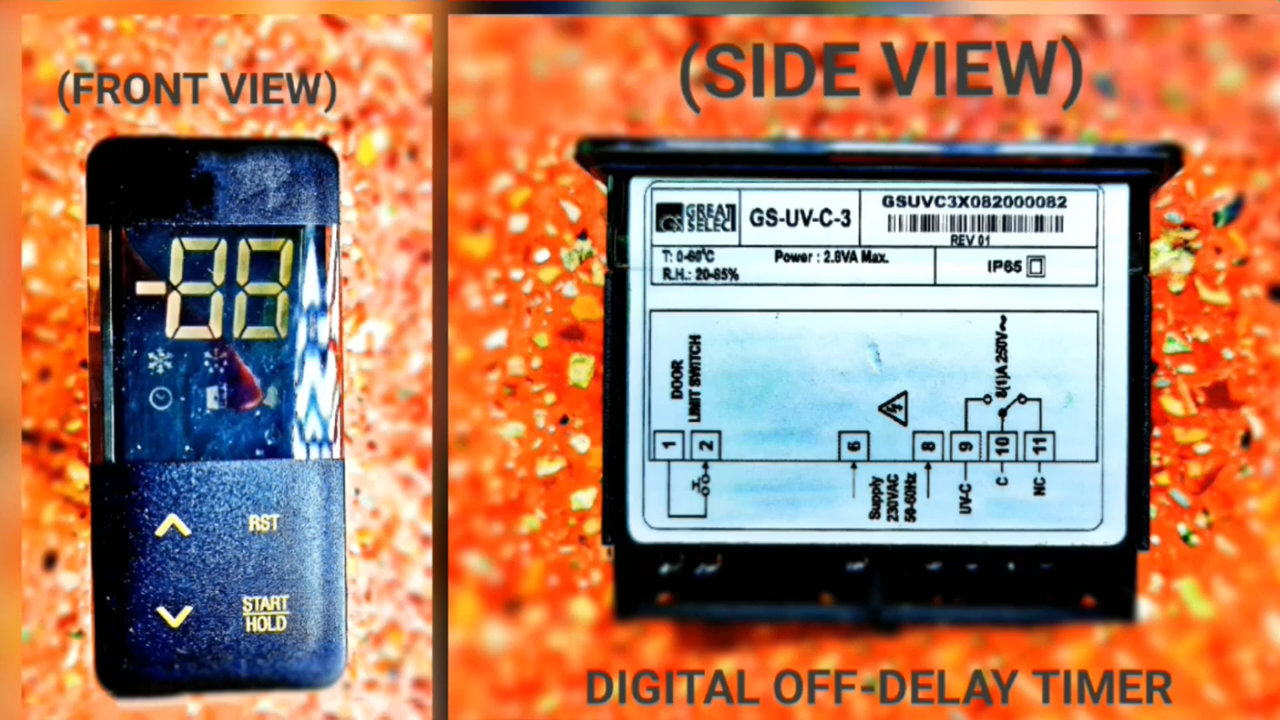 (FRONT VIEW)
-88
RST
START
HOLD
(SIDE VIEW)
GREAT
SELECT
GS-UV-C-3
GSUVC3X082000082
REV 01
T: 0-60°C
R.H.: 20-85%
Power : 2.8VA Max.
IP65
DOOR
LIMIT SWITCH
8(1)A 250V~
1
2
6
8
9
10
11
Supply
230VAC
50-60Hz
UV-C
C
NC
DIGITAL OFF-DELAY TIMER